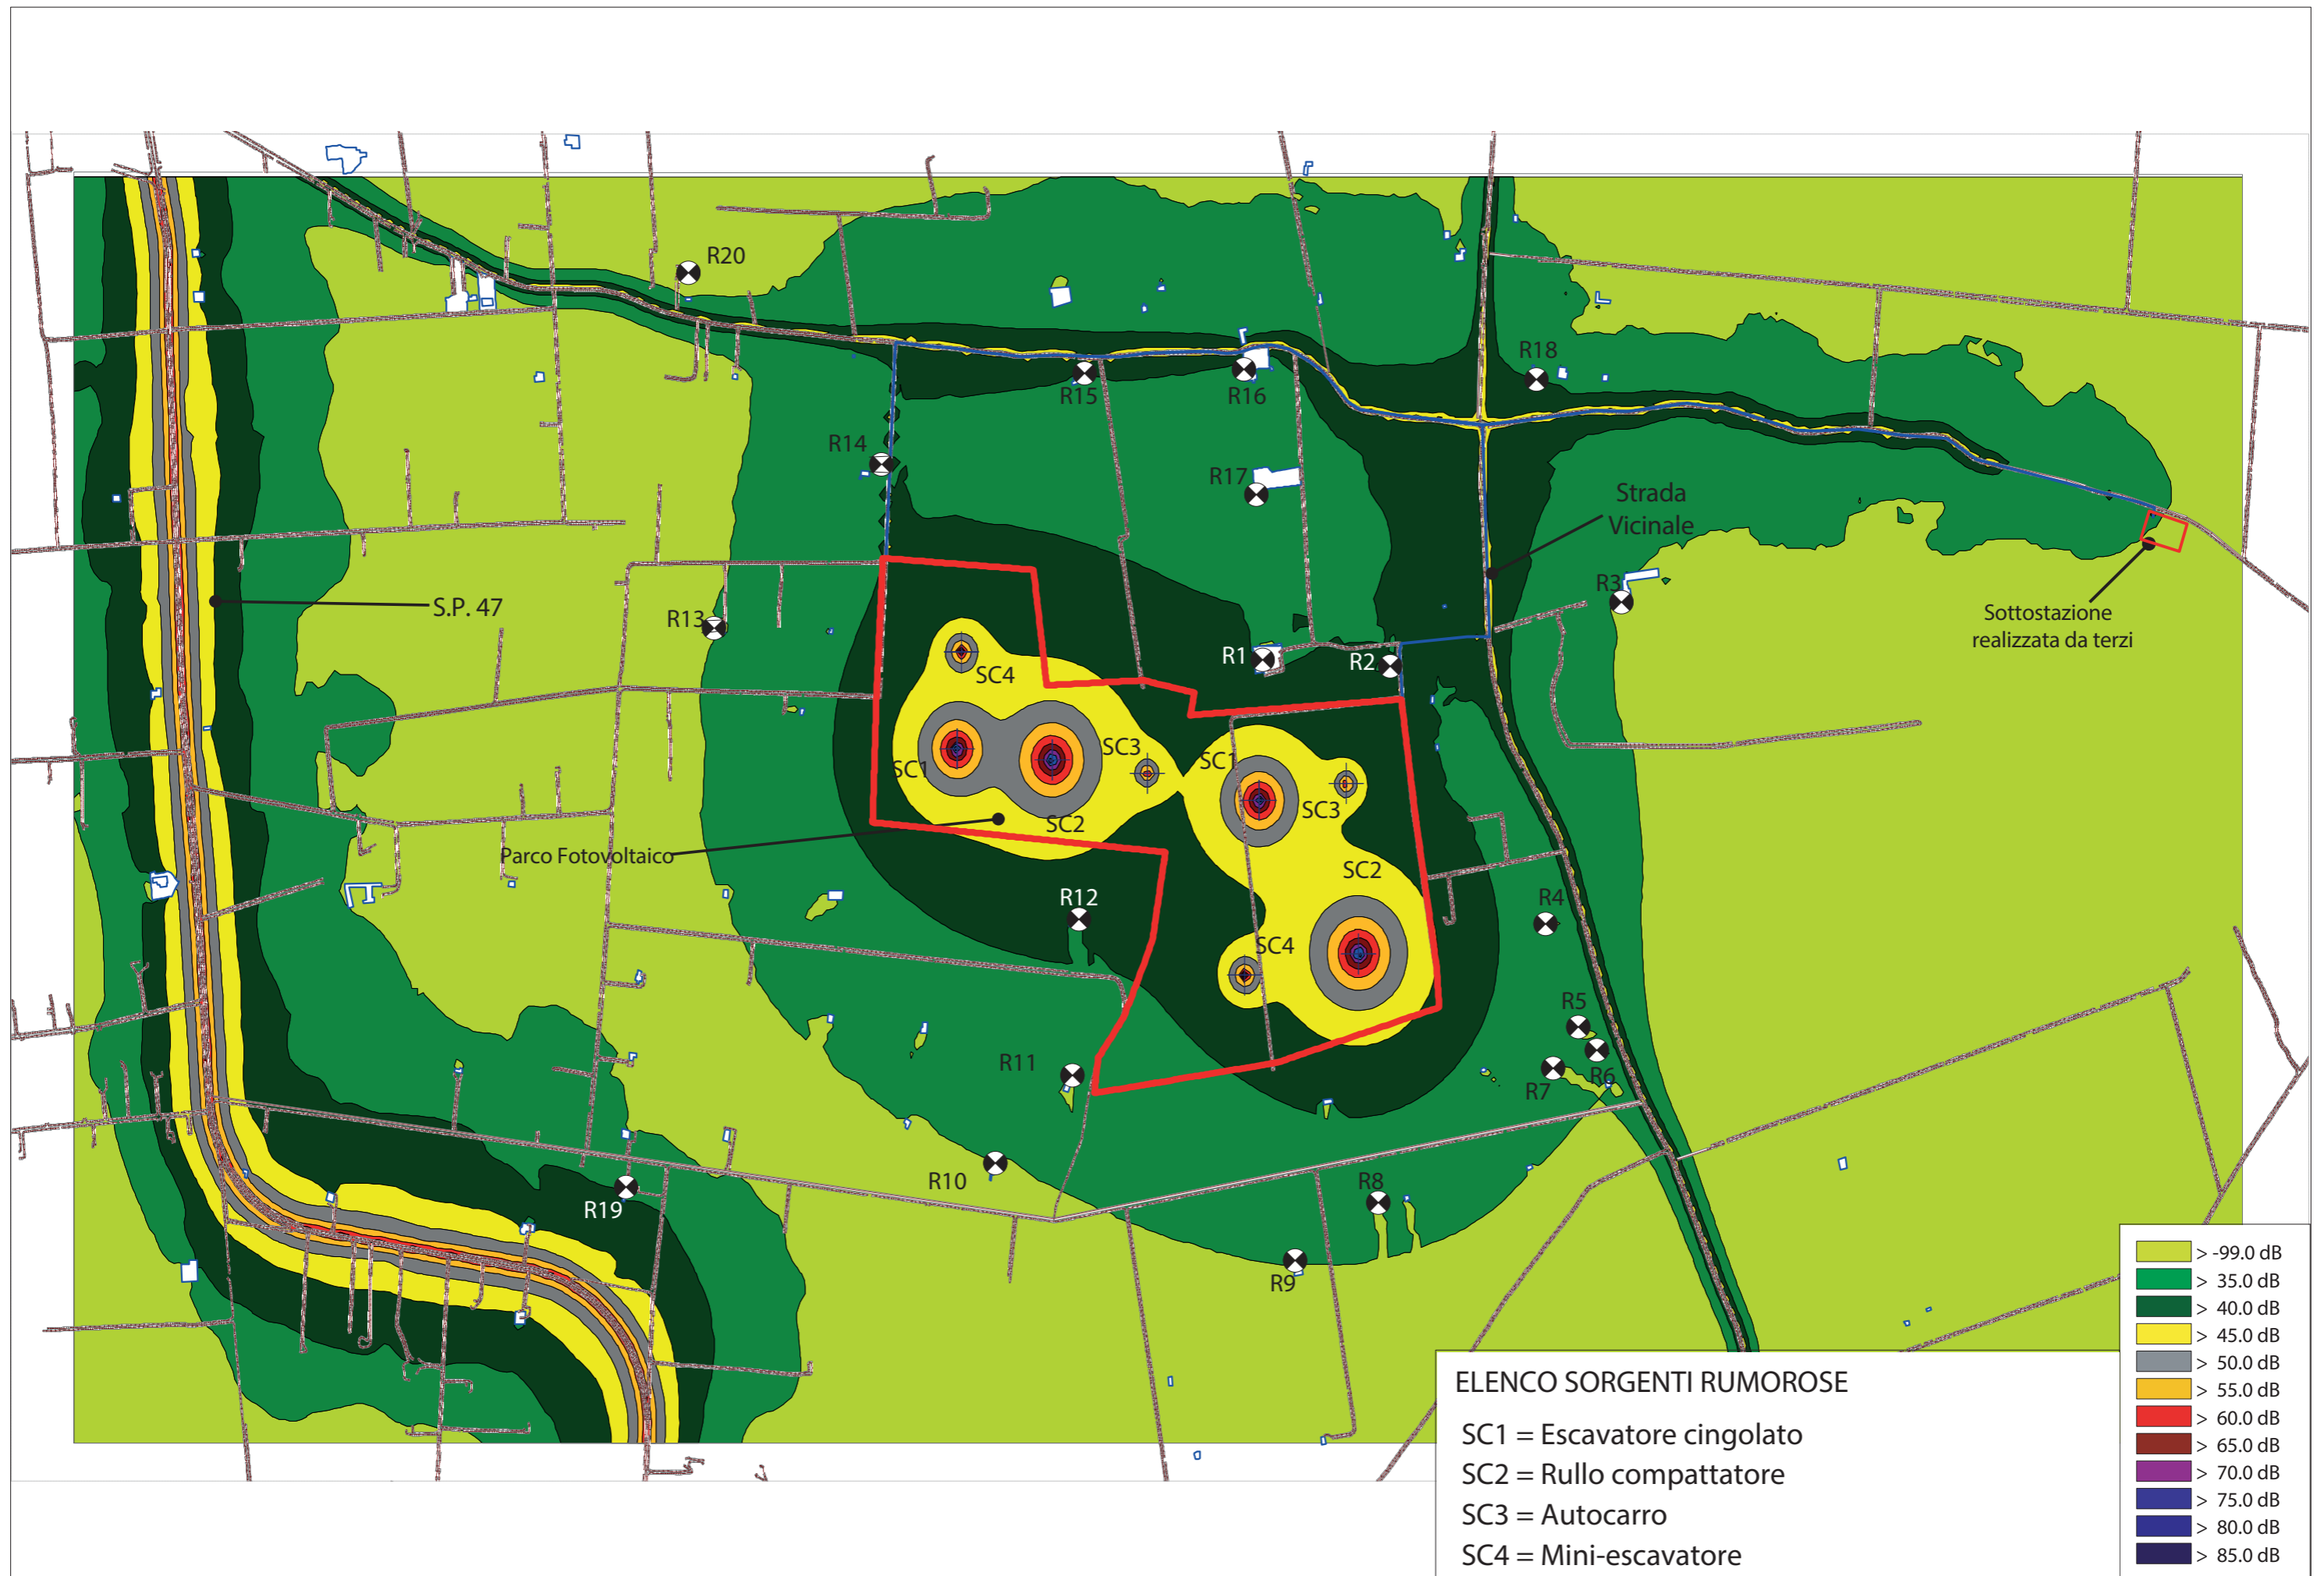 R20
R18
R15
R16
R14
R17
Strada
Vicinale
R3
S.P. 47
R13
Sottostazione
realizzata da terzi
R1
R2
SC4
SC3
SC1
SC1
SC3
SC2
Parco Fotovoltaico
SC2
R12
R4
SC4
R5
R11
R6
R7
R10
R8
R19
R9
> -99.0 dB
> 35.0 dB
> 40.0 dB
> 45.0 dB
> 50.0 dB
> 55.0 dB
> 60.0 dB
> 65.0 dB
> 70.0 dB
> 75.0 dB
> 80.0 dB
> 85.0 dB
ELENCO SORGENTI RUMOROSE
SC1 = Escavatore cingolato
SC2 = Rullo compattatore
SC3 = Autocarro
SC4 = Mini-escavatore